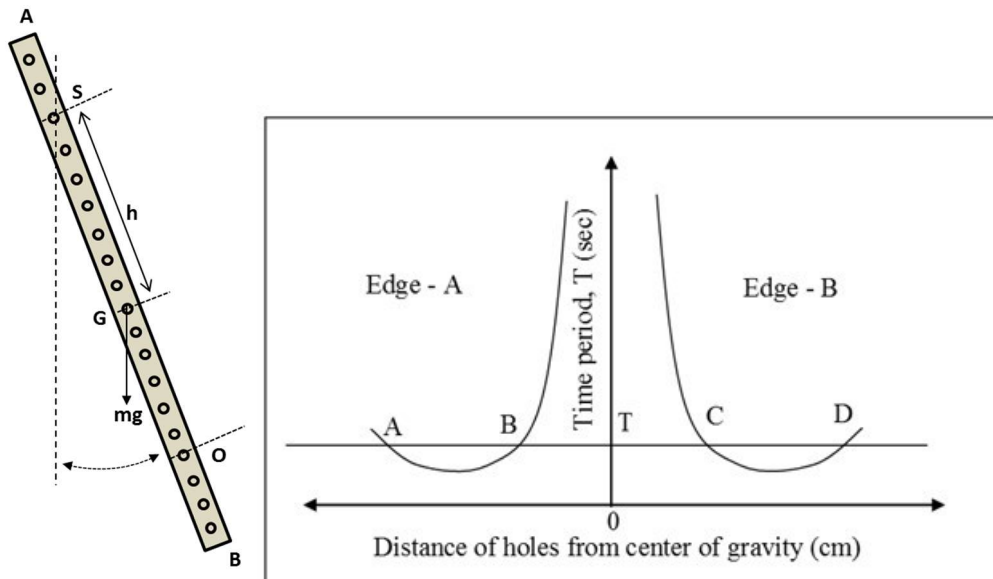 A
S
h
G
mg
O
B
Time period, T (sec)
Edge - A
Edge - B
A
B
T
C
D
0
Distance of holes from center of gravity (cm)